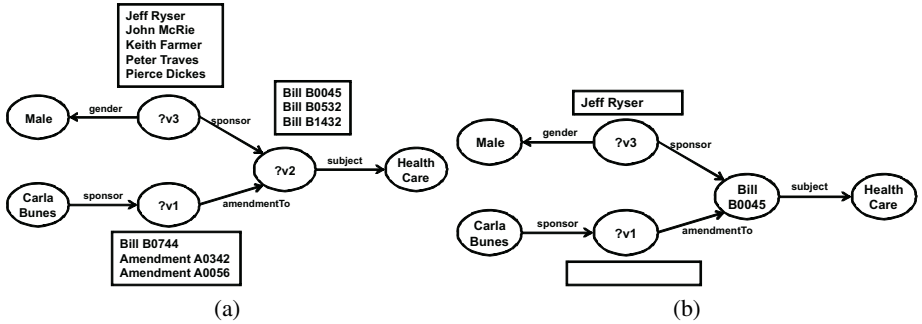 Jeff Ryser
John McRie
Keith Farmer
Peter Traves
Pierce Dickes
Bill B0045
Bill B0532
Bill B1432
Male
gender
?v3
sponsor
?v2
subject
Health
Care
Carla
Bunes
sponsor
?v1
amendmentTo
Bill B0744
Amendment A0342
Amendment A0056
(a)
Jeff Ryser
Male
gender
?v3
sponsor
Bill
B0045
subject
Health
Care
Carla
Bunes
sponsor
?v1
amendmentTo
(b)